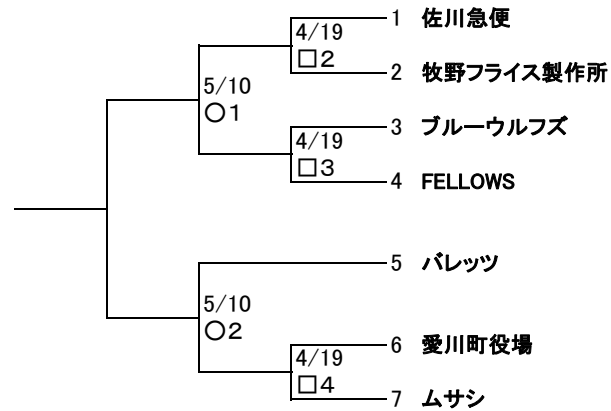 1 佐川急便
4/19
□2
2 牧野フライス製作所
5/10
○1
3 ブルーウルフズ
4/19
□3
4 FELLOWS
5 バレッツ
5/10
○2
6 愛川町役場
4/19
□4
7 ムサシ